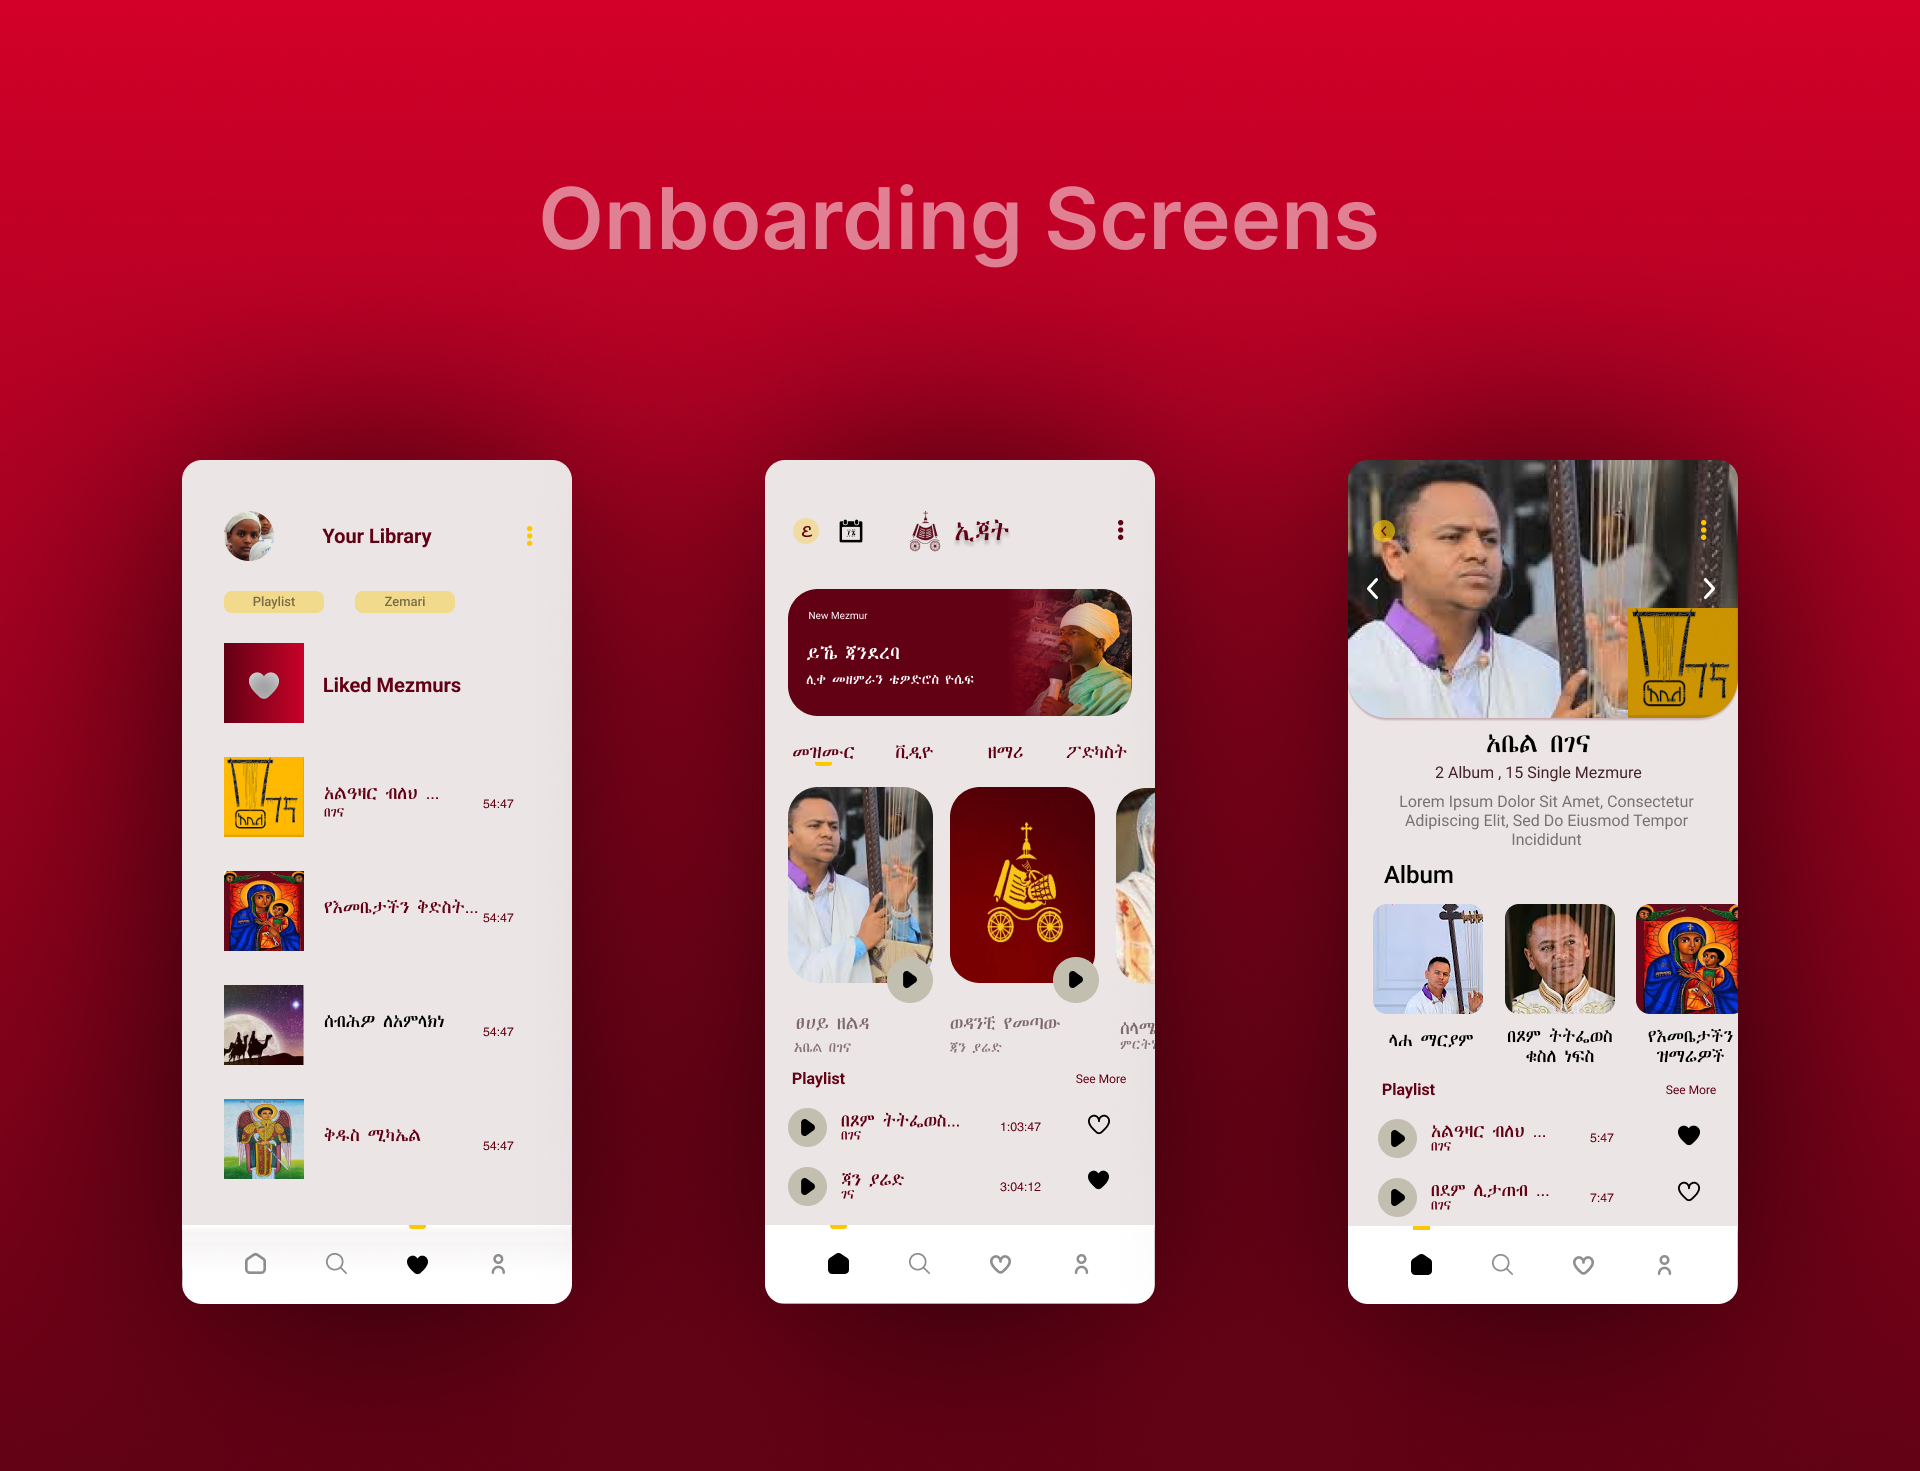 Onboarding Screens
Your Library
Playlist
Zemari
Liked Mezmurs
አልዓዛር ብለህ ...
በገና
54:47
የእመቤታችን ቅድስት...
54:47
ሰብሕዎ ለአምላክነ
54:47
ቅዱስ ሚካኤል
54:47
ኢጃት
New Mezmur
ይኼ ጃንደረባ
ሊቀ መዘምራን ቴዎድሮስ ዮሴፍ
መዝሙር
ቪዲዮ
ዘማሪ
ፖድካስት
ፀሀይ ዘልዳ
አቤል በገና
ወዳንቺ የመጣው
ጃን ያሬድ
Playlist
See More
በጾም ትትፌወስ...
በገና
1:03:47
ጃን ያሬድ
ገና
3:04:12
አቤል በገና
2 Album , 15 Single Mezmure
Lorem Ipsum Dolor Sit Amet, Consectetur
Adipiscing Elit, Sed Do Eiusmod Tempor
Incididunt
Album
ላሐ ማርያም
በጾም ትትፌወስ
ቁስለ ነፍስ
የእመቤታችን
ዝማሬዎች
Playlist
See More
አልዓዛር ብለህ ...
በገና
5:47
በደም ሊታጠብ ...
በገና
7:47